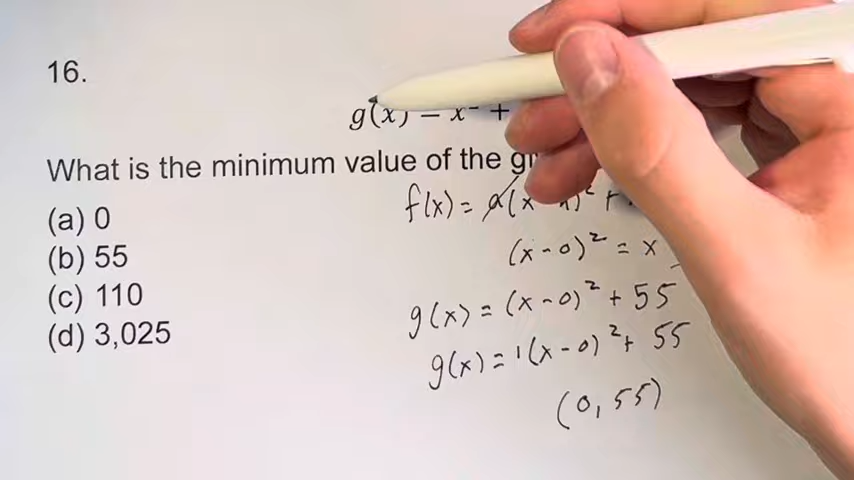 16.
g(x) = x² +
What is the minimum value of the
(a) 0
(b) 55
(c) 110
(d) 3,025
f(x) = a(x
(x-0)² = x
g(x) = (x-0)² + 55
g(x) = 1(x-0)² + 55
(0, 55)